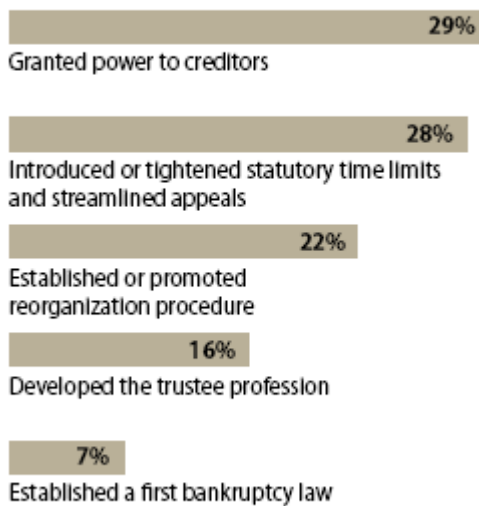 29%
Granted power to creditors
28%
Introduced or tightened statutory time limits
and streamlined appeals
22%
Established or promoted
reorganization procedure
16%
Developed the trustee profession
7%
Established a first bankruptcy law